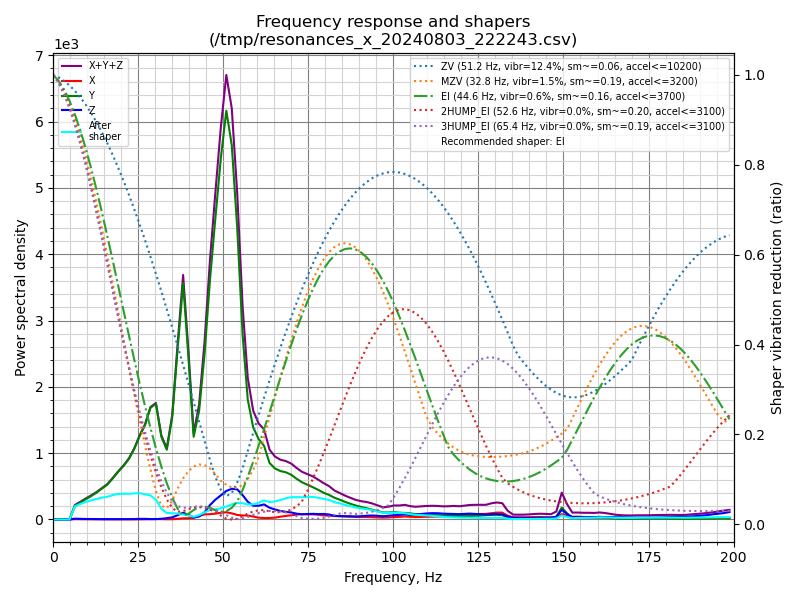 Frequency response and shapers
(/tmp/resonances_x_20240803_222243.csv)
1e3
X+Y+Z
X
Y
Z
After
shaper
ZV (51.2 Hz, vibr=12.4%, sm~=0.06, accel<=10200)
MZV (32.8 Hz, vibr=1.5%, sm~=0.19, accel<=3200)
EI (44.6 Hz, vibr=0.6%, sm~=0.16, accel<=3700)
2HUMP_EI (52.6 Hz, vibr=0.0%, sm~=0.20, accel<=3100)
3HUMP_EI (65.4 Hz, vibr=0.0%, sm~=0.19, accel<=3100)
Recommended shaper: EI
Power spectral density
7
6
5
4
3
2
1
0
1.0
0.8
0.6
0.4
0.2
0.0
Shaper vibration reduction (ratio)
0 25 50 75 100 125 150 175 200
Frequency, Hz